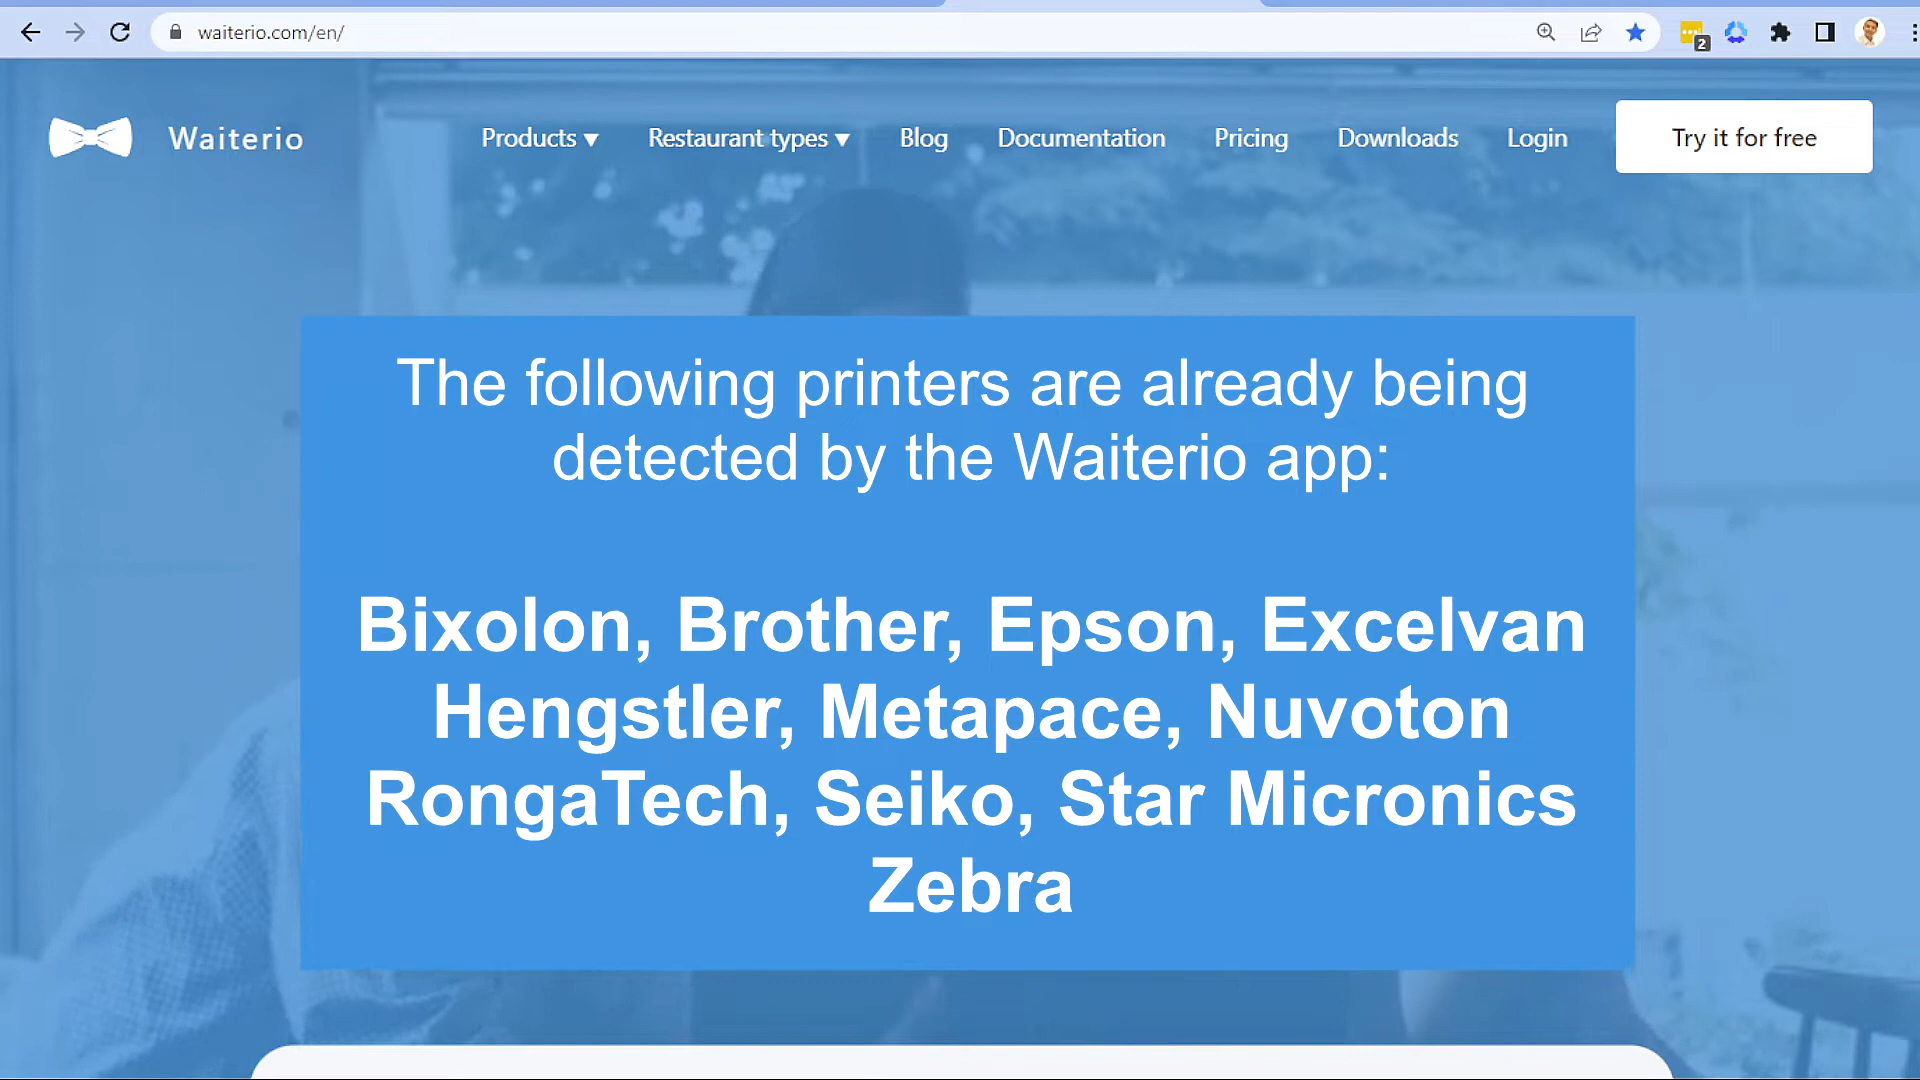 waiterio.com/en/
2
Waiterio
Products ▼ Restaurant types ▼ Blog Documentation Pricing Downloads Login Try it for free
The following printers are already being
detected by the Waiterio app:
Bixolon, Brother, Epson, Excelvan
Hengstler, Metapace, Nuvoton
RongaTech, Seiko, Star Micronics
Zebra